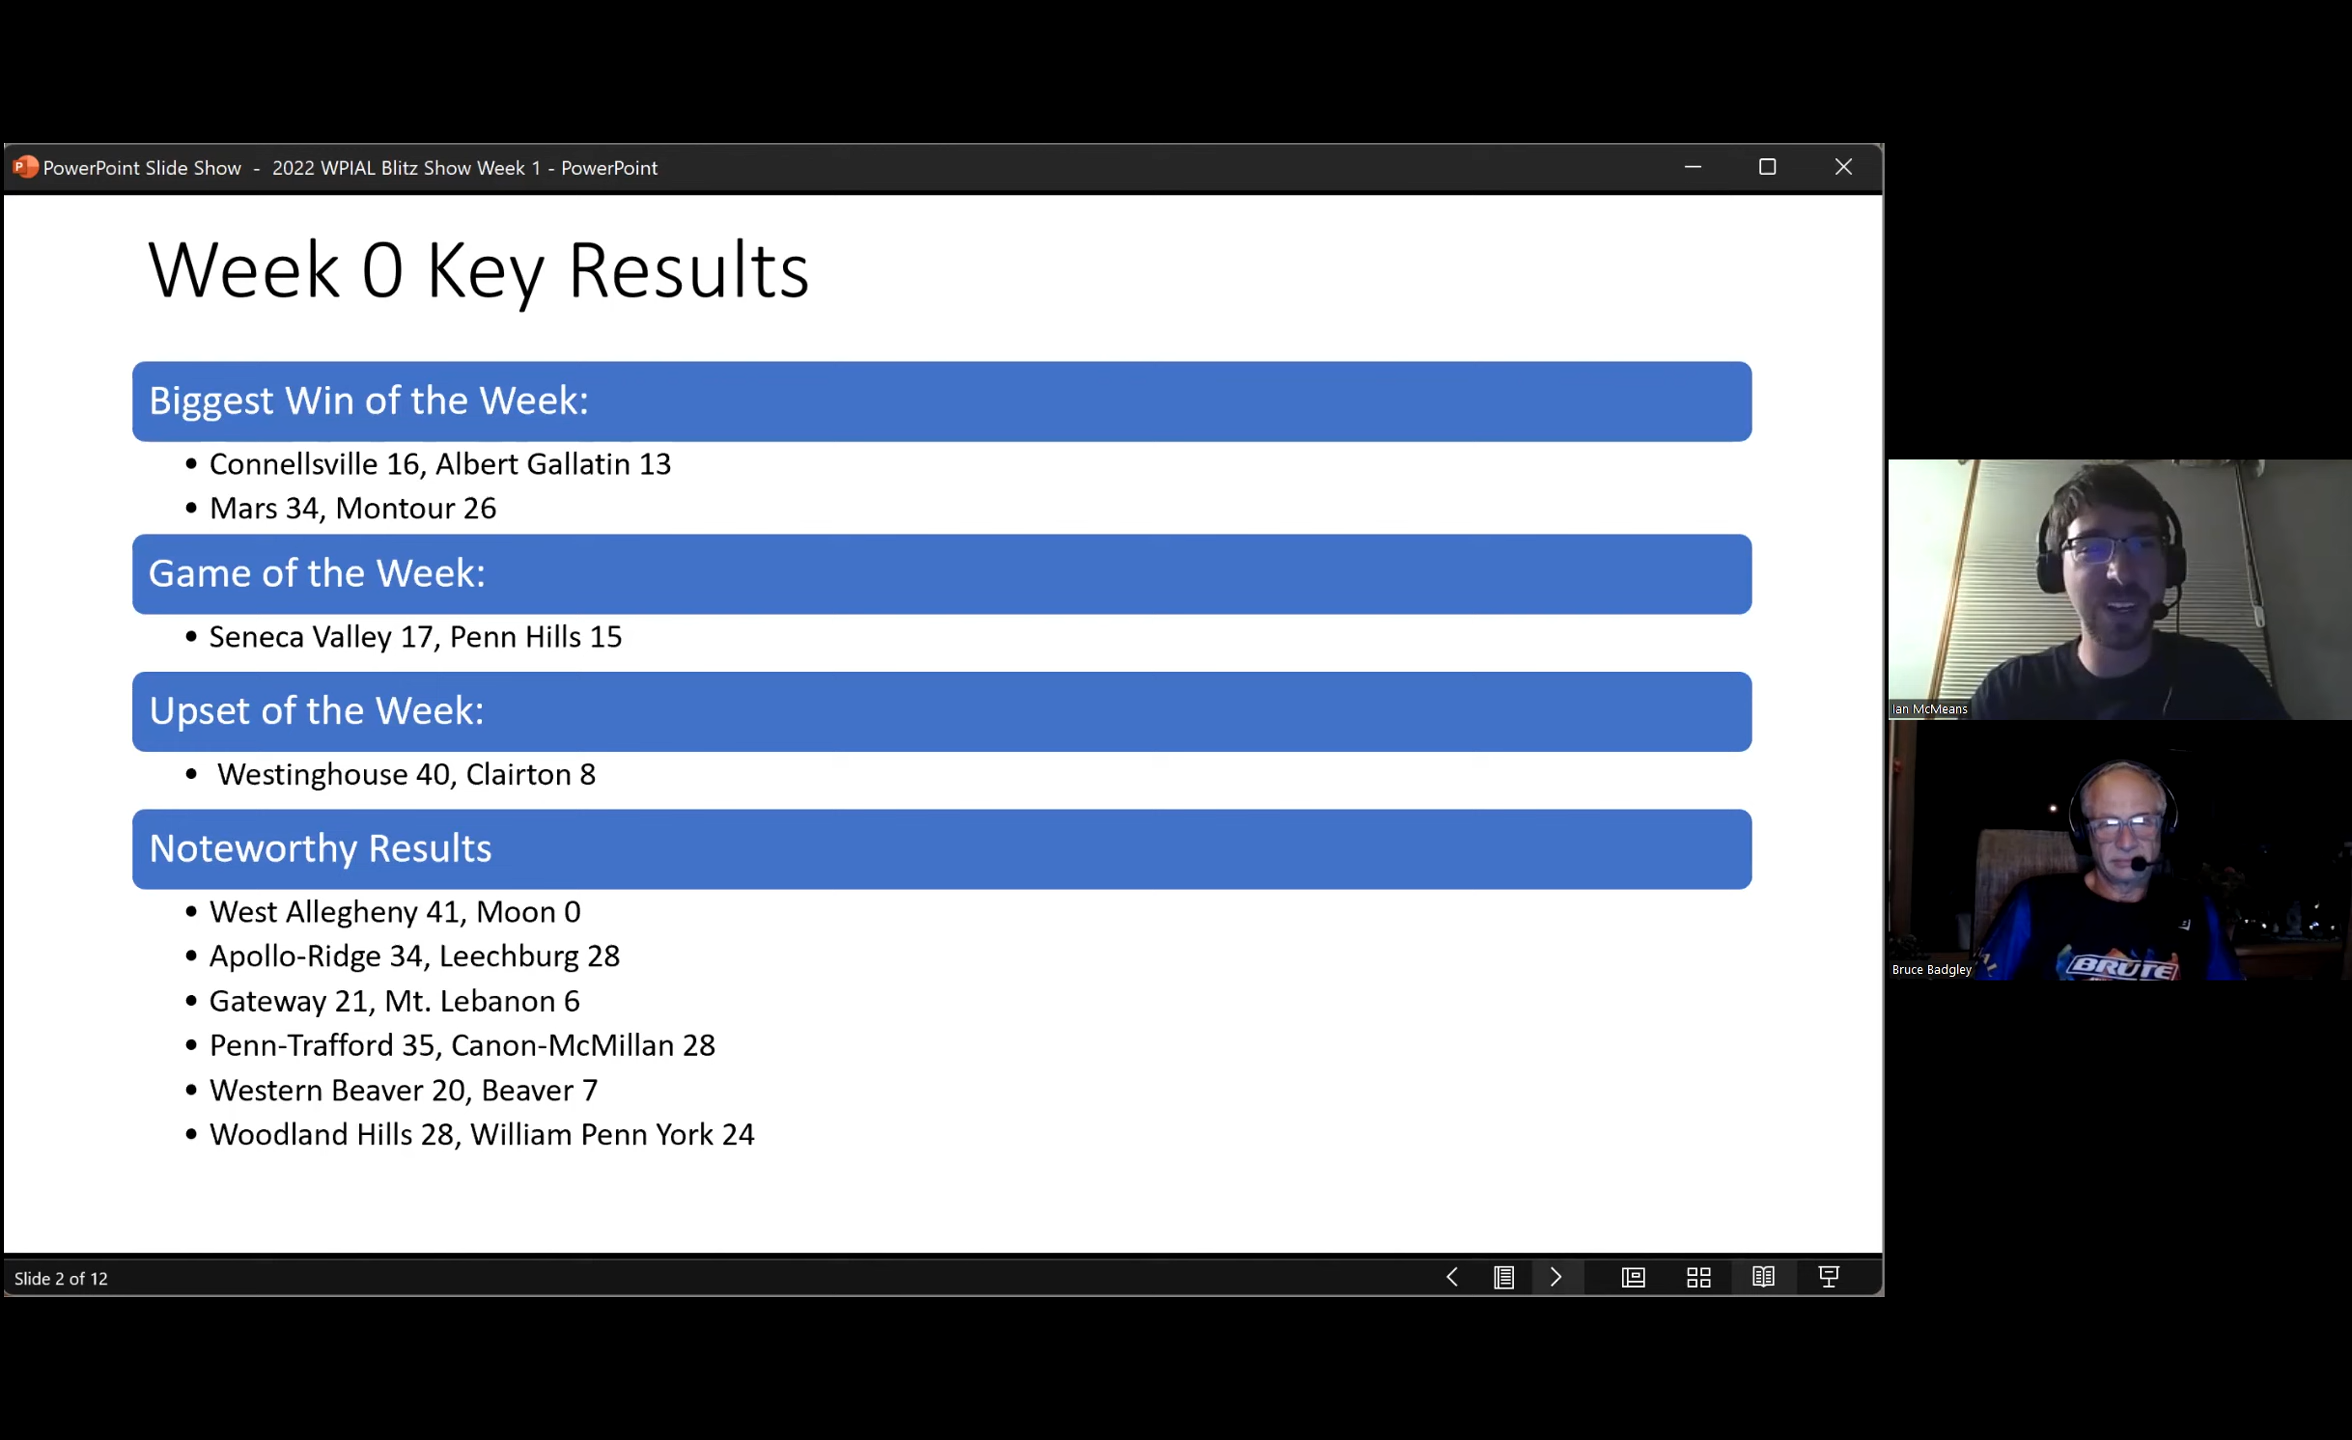 PowerPoint Slide Show - 2022 WPIAL Blitz Show Week 1 - PowerPoint
Week 0 Key Results
Biggest Win of the Week:
• Connellsville 16, Albert Gallatin 13
• Mars 34, Montour 26
Game of the Week:
• Seneca Valley 17, Penn Hills 15
Upset of the Week:
• Westinghouse 40, Clairton 8
Noteworthy Results
• West Allegheny 41, Moon 0
• Apollo-Ridge 34, Leechburg 28
• Gateway 21, Mt. Lebanon 6
• Penn-Trafford 35, Canon-McMillan 28
• Western Beaver 20, Beaver 7
• Woodland Hills 28, William Penn York 24
Slide 2 of 12
Ian McMeans
BRUTE
Bruce Badgley